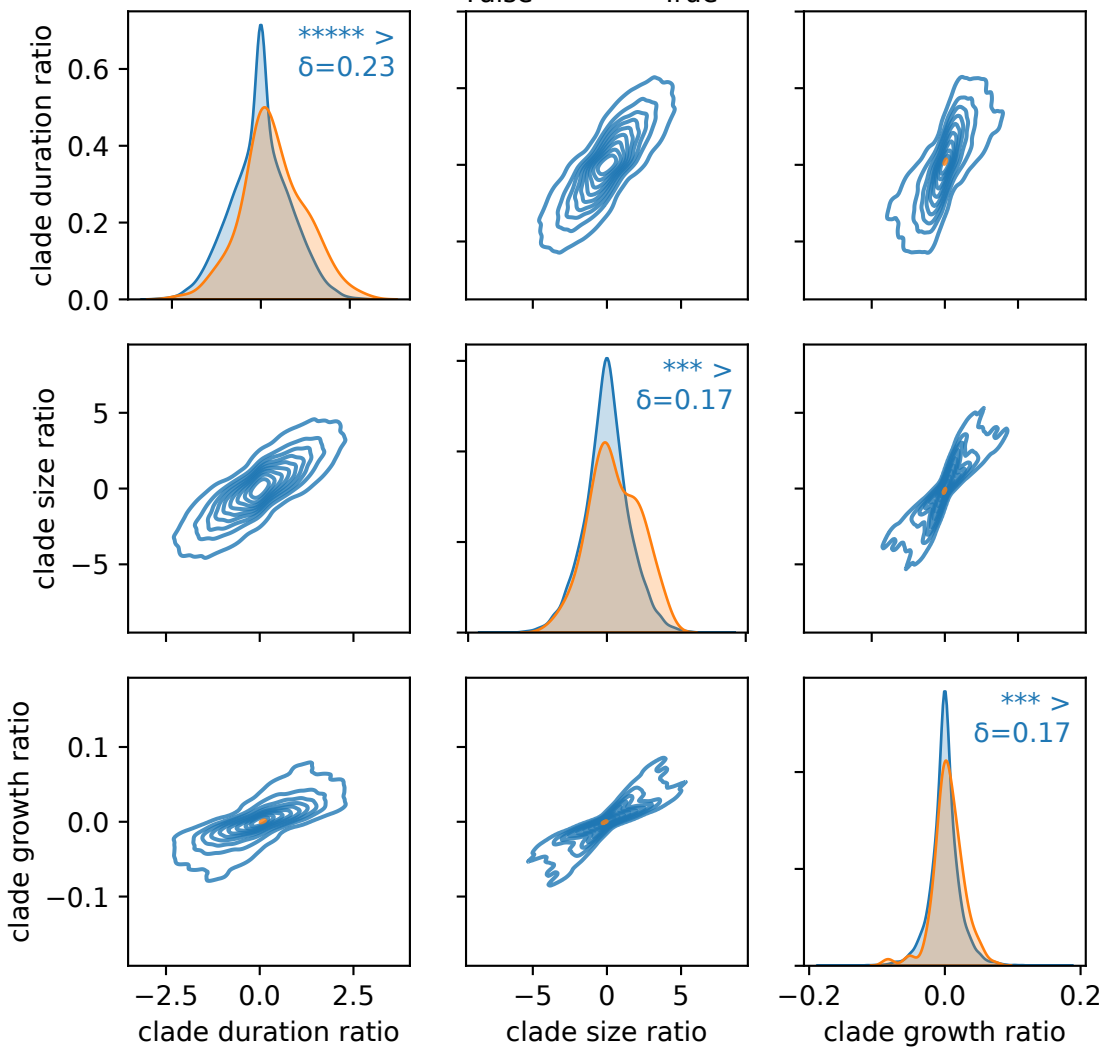 True
clade duration ratio
0.6
0.4
0.2
0.0
***** >
δ=0.23
clade size ratio
5
0
−5
*** >
δ=0.17
clade growth ratio
0.1
0.0
−0.1
*** >
δ=0.17
−2.5 0.0 2.5
−5 0 5
−0.2 0.0 0.2
clade duration ratio
clade size ratio
clade growth ratio